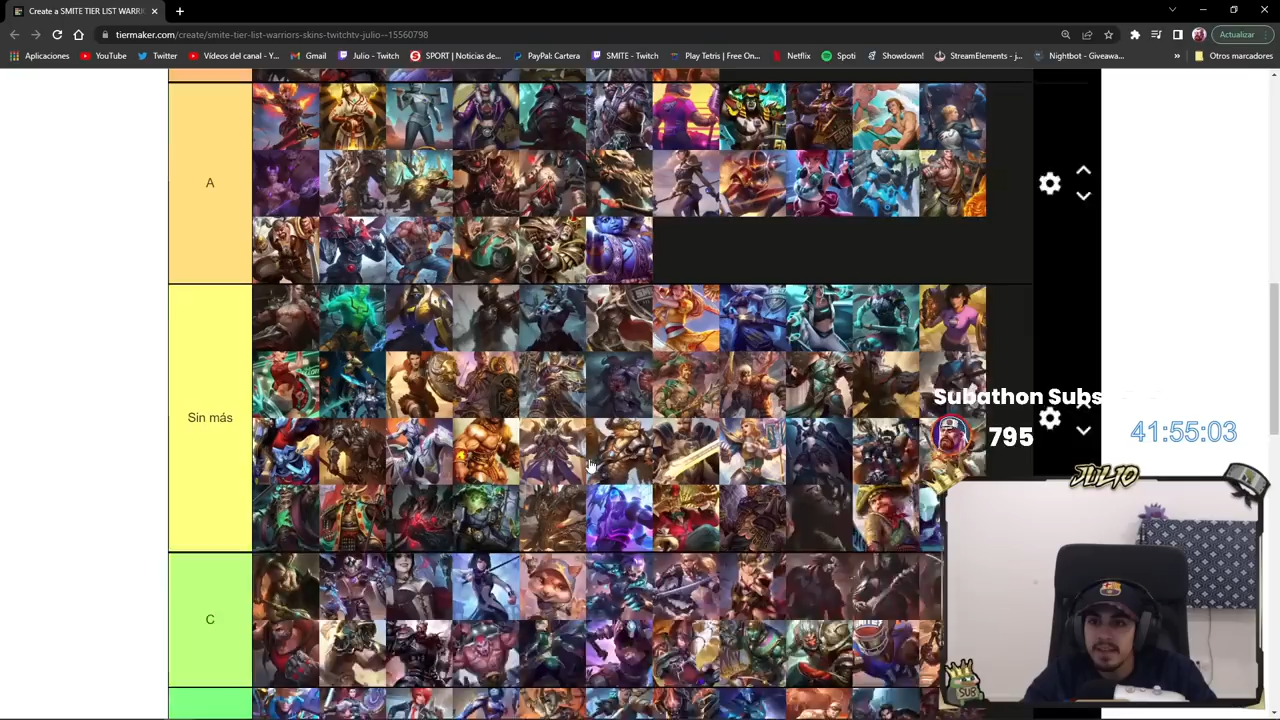 Create a SMITE TIER LIST WARRI
tiermaker.com/create/smite-tier-list-warriors-skins-twitchtv-julio--15560798
Actualizar
Aplicaciones
YouTube
Twitter
Vídeos del canal - Y...
Gmail
Julio - Twitch
SPORT | Noticias de...
PayPal: Cartera
SMITE - Twitch
Play Tetris | Free On...
Netflix
Spoti
Showdown!
StreamElements - j...
Nightbot - Giveawa...
»
Otros marcadores
A
Sin más
Subathon Subs
795
41:55:03
JULIO
C
SUB